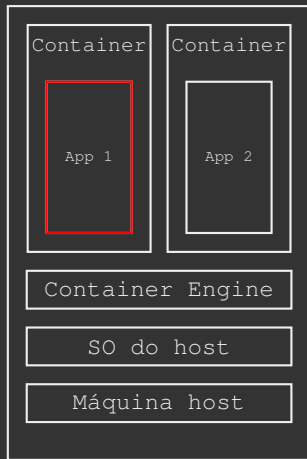 Container Container
App 1 App 2
Container Engine
SO do host
Máquina host